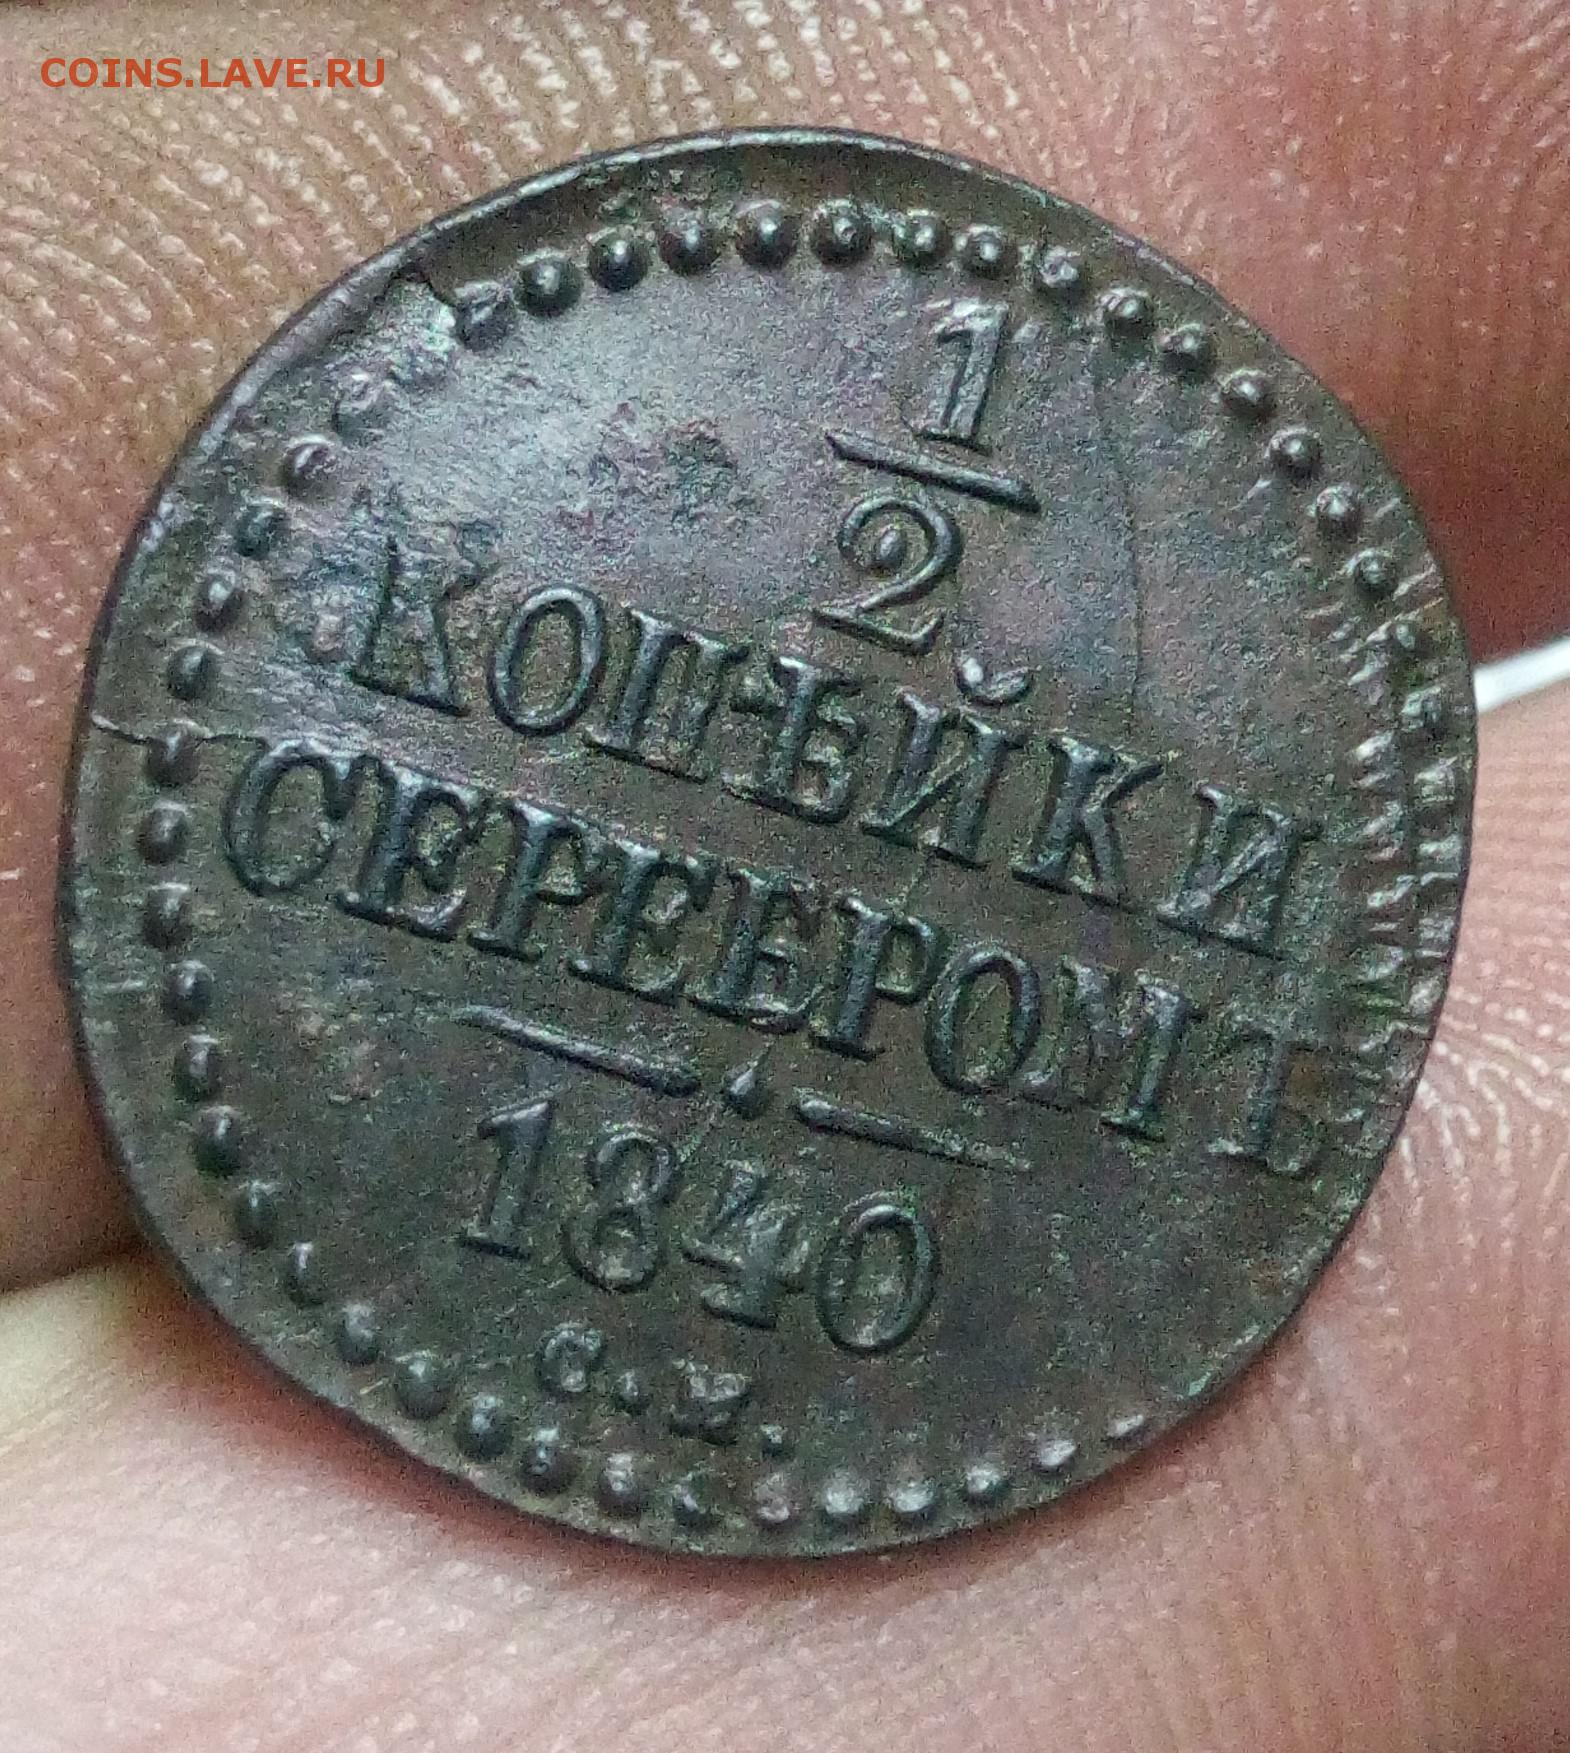 COINS.LAVE.RU
1
2
КОПѢЙКИ
СЕРЕБРОМЪ
1840
С.М.